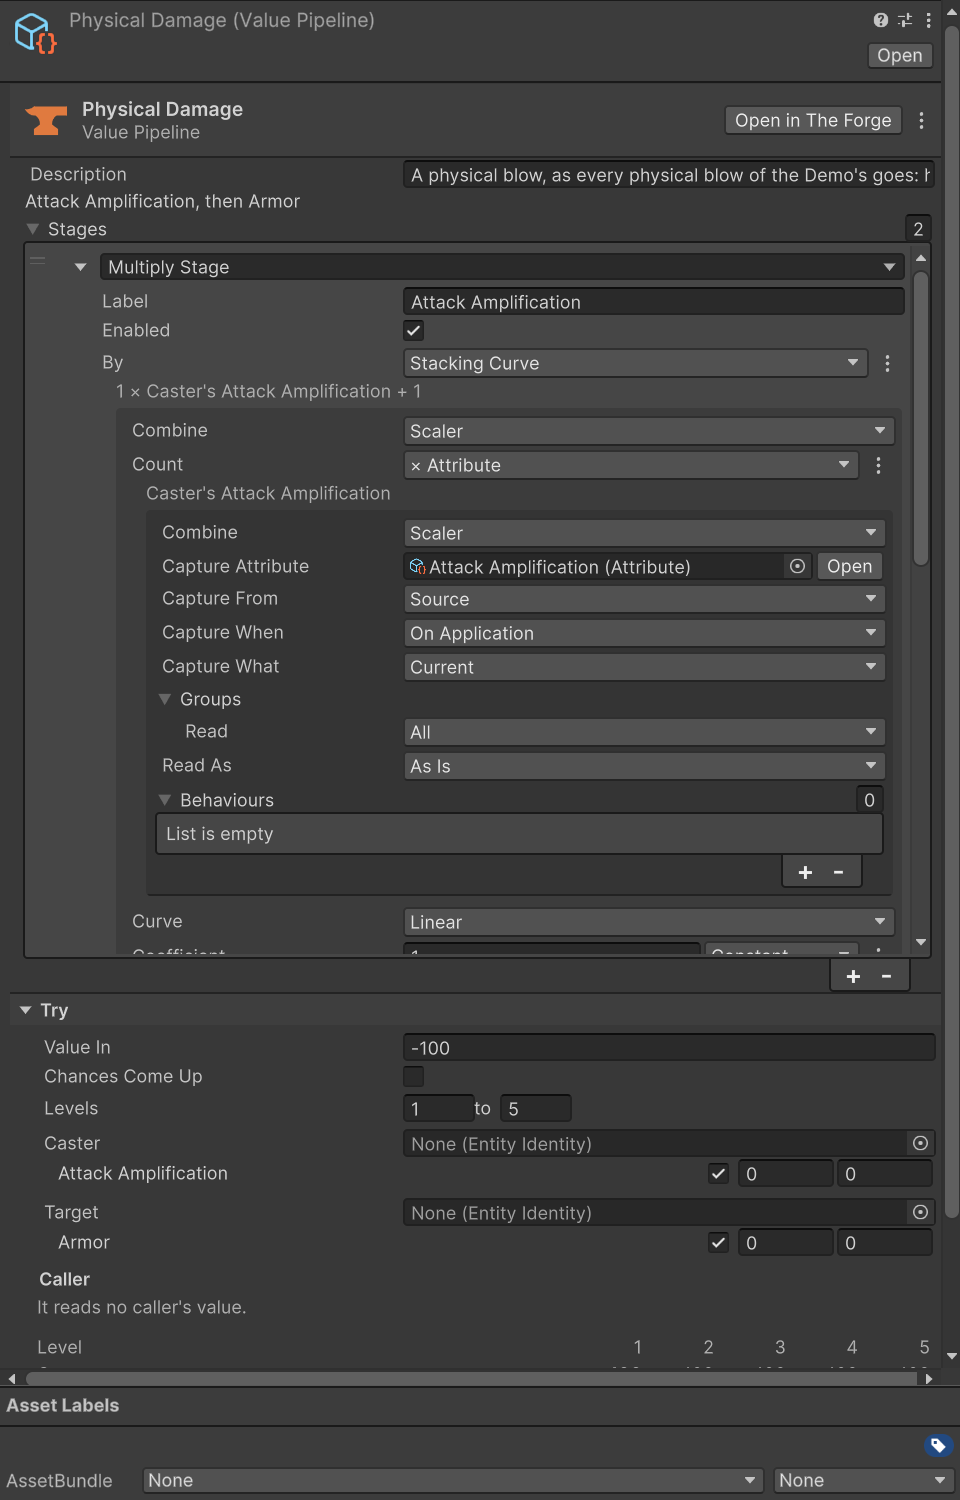 Physical Damage (Value Pipeline)
Open
Physical Damage
Value Pipeline
Open in The Forge
Description
A physical blow, as every physical blow of the Demo's goes: h
Attack Amplification, then Armor
Stages
2
Multiply Stage
Label
Attack Amplification
Enabled
By
Stacking Curve
1 × Caster's Attack Amplification + 1
Combine
Scaler
Count
× Attribute
Caster's Attack Amplification
Combine
Scaler
Capture Attribute
Attack Amplification (Attribute)
Open
Capture From
Source
Capture When
On Application
Capture What
Current
Groups
Read
All
Read As
As Is
Behaviours
0
List is empty
+ -
Curve
Linear
Coefficient
1
Constant
+ -
Try
Value In
-100
Chances Come Up
Levels
1 to 5
Caster
None (Entity Identity)
Attack Amplification
0 0
Target
None (Entity Identity)
Armor
0 0
Caller
It reads no caller's value.
Level 1 2 3 4 5
Asset Labels
AssetBundle
None
None